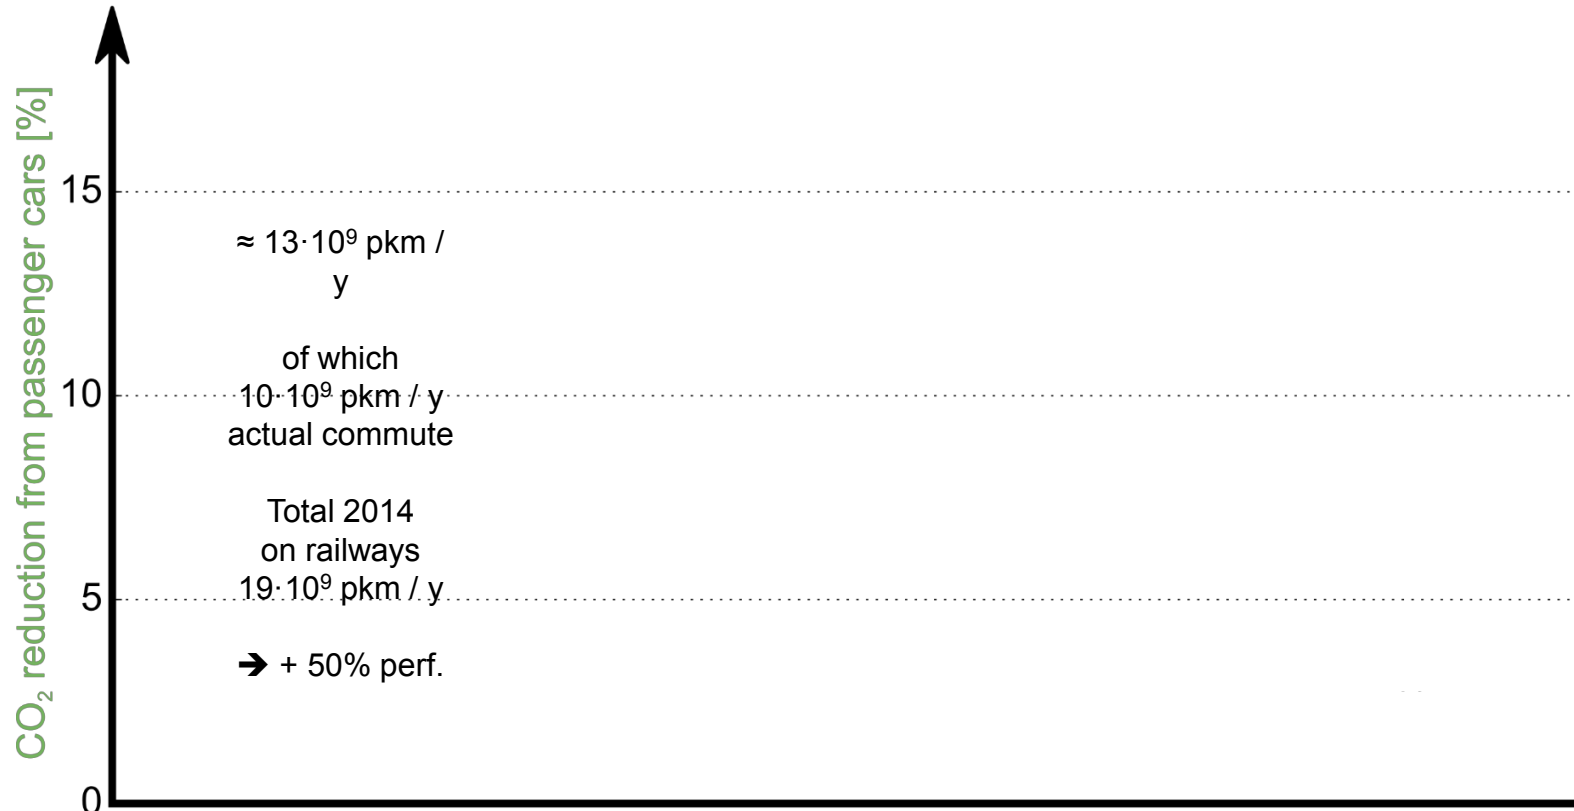 CO₂ reduction from passenger cars [%]
15
10
5
0
≈ 13·10⁹ pkm /
y
of which
10·10⁹ pkm / y
actual commute
Total 2014
on railways
19·10⁹ pkm / y
➔ + 50% perf.